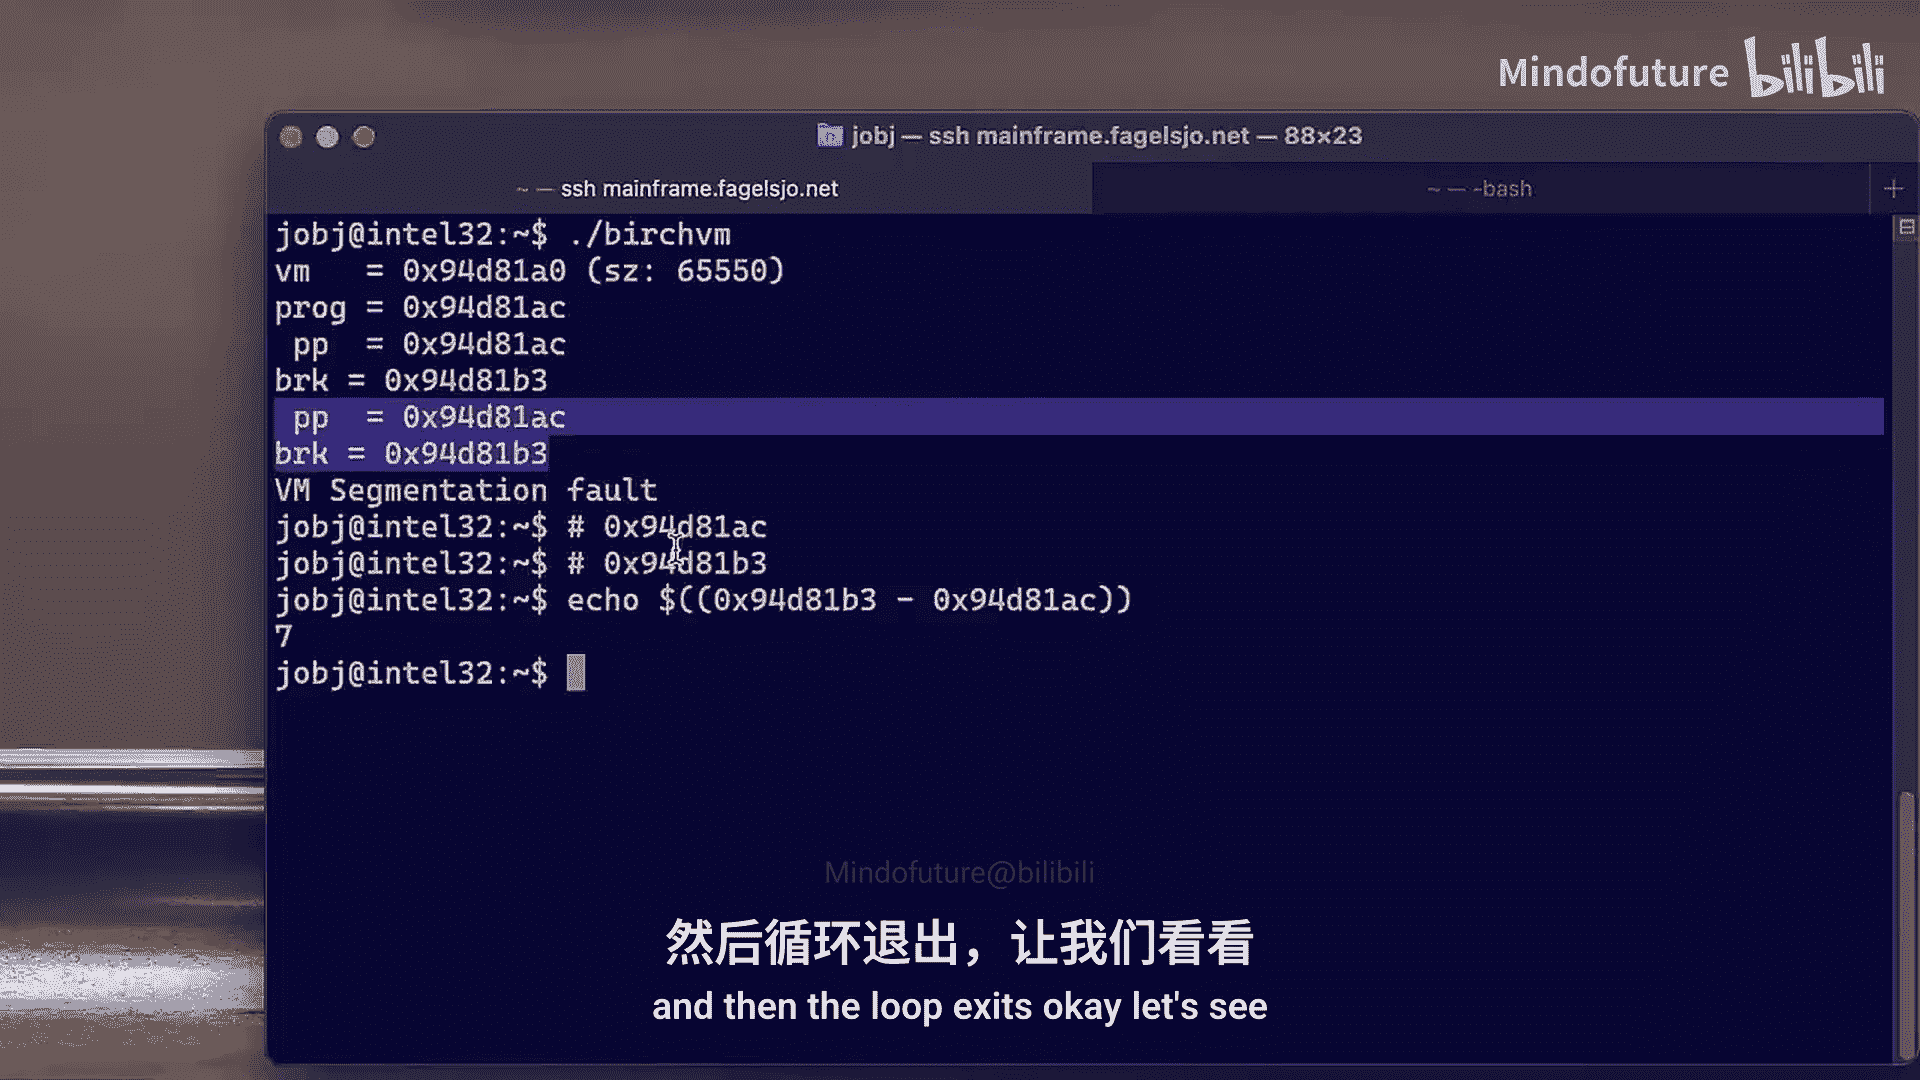 Mindofuture bilibili
jobj — ssh mainframe.fagelsjo.net — 88×23
~ — ssh mainframe.fagelsjo.net
~ — -bash
+
jobj@intel32:~$ ./birchvm
vm   = 0x94d81a0 (sz: 65550)
prog = 0x94d81ac
 pp  = 0x94d81ac
brk = 0x94d81b3
 pp  = 0x94d81ac
brk = 0x94d81b3
VM Segmentation fault
jobj@intel32:~$ # 0x94d81ac
jobj@intel32:~$ # 0x94d81b3
jobj@intel32:~$ echo $((0x94d81b3 - 0x94d81ac))
7
jobj@intel32:~$
Mindofuture@bilibili
然后循环退出，让我们看看
and then the loop exits okay let's see